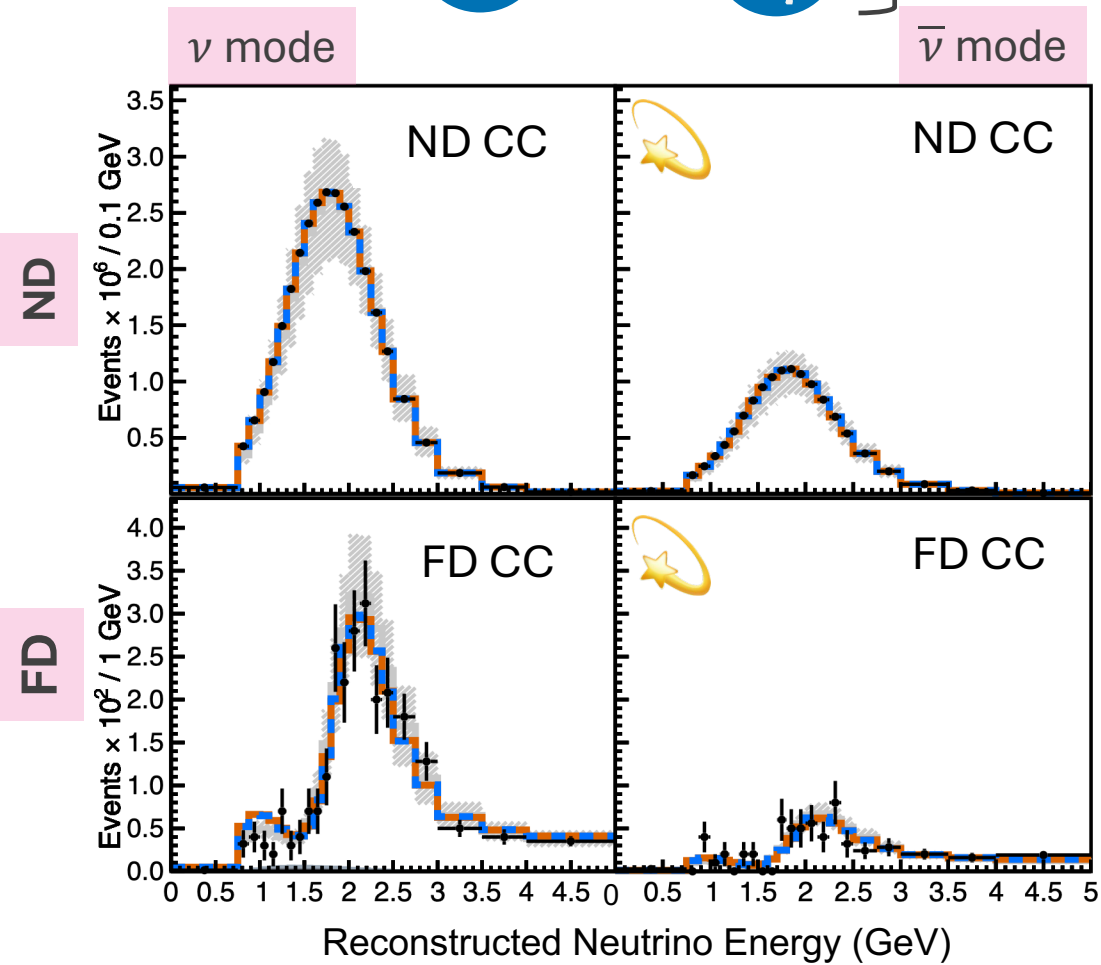 ν mode
ν̅ mode
ND
FD
Events × 10⁶ / 0.1 GeV
3.5
3.0
2.5
2.0
1.5
1.0
0.5
ND CC
ND CC
Events × 10² / 1 GeV
4.0
3.5
3.0
2.5
2.0
1.5
1.0
0.5
0.0
FD CC
FD CC
0 0.5 1 1.5 2 2.5 3 3.5 4 4.5 0 0.5 1 1.5 2 2.5 3 3.5 4 4.5 5
Reconstructed Neutrino Energy (GeV)